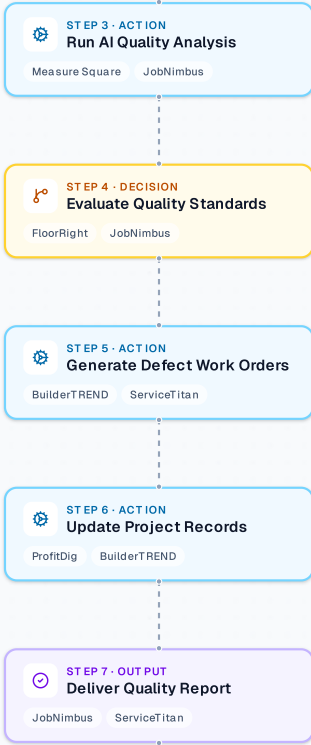 STEP 3 · ACTION
Run AI Quality Analysis
Measure Square JobNimbus
STEP 4 · DECISION
Evaluate Quality Standards
FloorRight JobNimbus
STEP 5 · ACTION
Generate Defect Work Orders
BuilderTREND ServiceTitan
STEP 6 · ACTION
Update Project Records
ProfitDig BuilderTREND
STEP 7 · OUTPUT
Deliver Quality Report
JobNimbus ServiceTitan